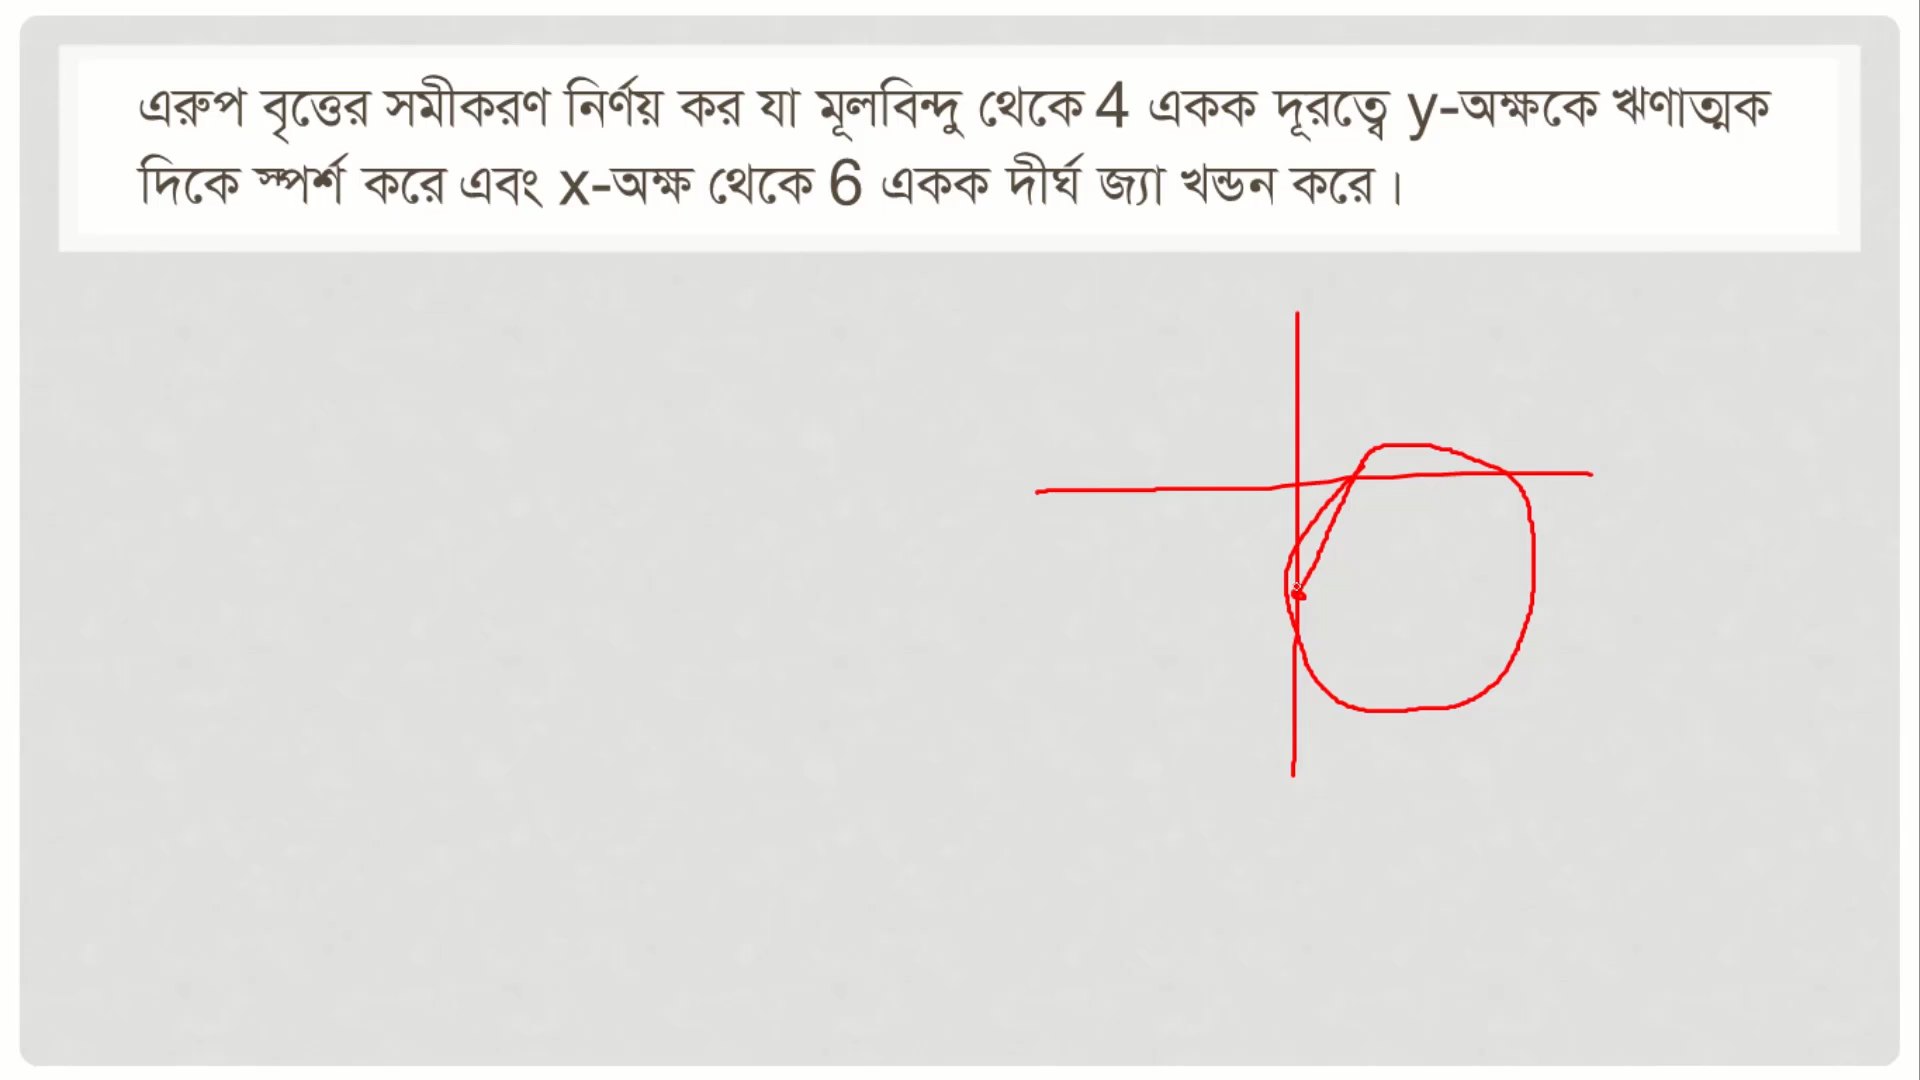 এরুপ বৃত্তের সমীকরণ নির্ণয় কর যা মূলবিন্দু থেকে 4 একক দূরত্বে y-অক্ষকে ঋণাত্মক
দিকে স্পর্শ করে এবং x-অক্ষ থেকে 6 একক দীর্ঘ জ্যা খন্ডন করে।